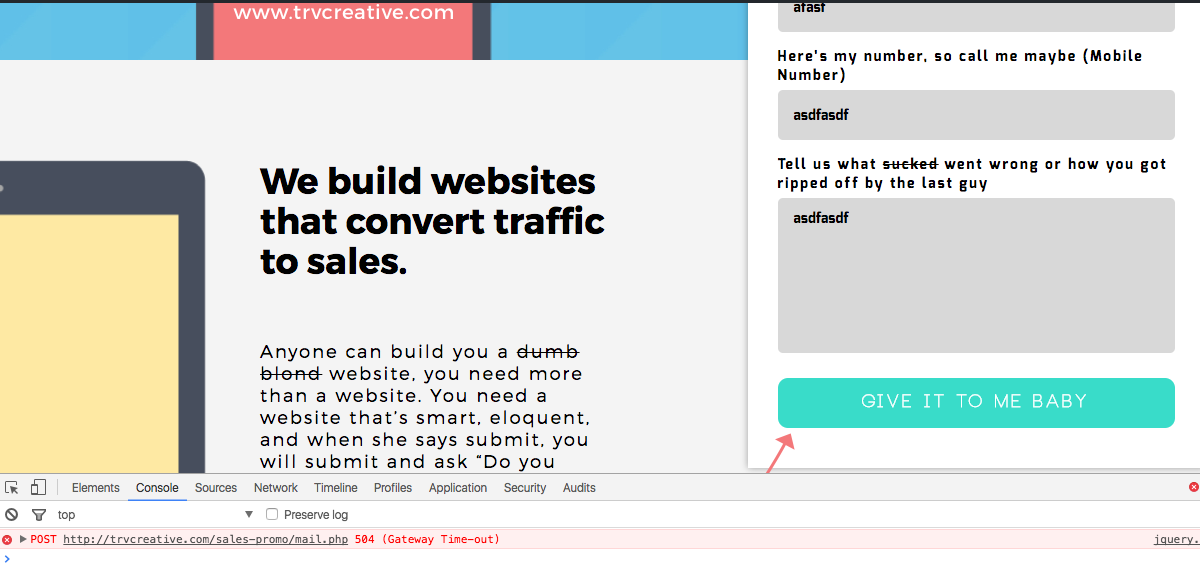 www.trvcreative.com
afasf
Here's my number, so call me maybe (Mobile
Number)
asdfasdf
Tell us what sucked went wrong or how you got
ripped off by the last guy
asdfasdf
GIVE IT TO ME BABY
We build websites
that convert traffic
to sales.
Anyone can build you a dumb
blond website, you need more
than a website. You need a
website that's smart, eloquent,
and when she says submit, you
will submit and ask “Do you
Elements Console Sources Network Timeline Profiles Application Security Audits
top Preserve log
POST http://trvcreative.com/sales-promo/mail.php 504 (Gateway Time-out) jquery.